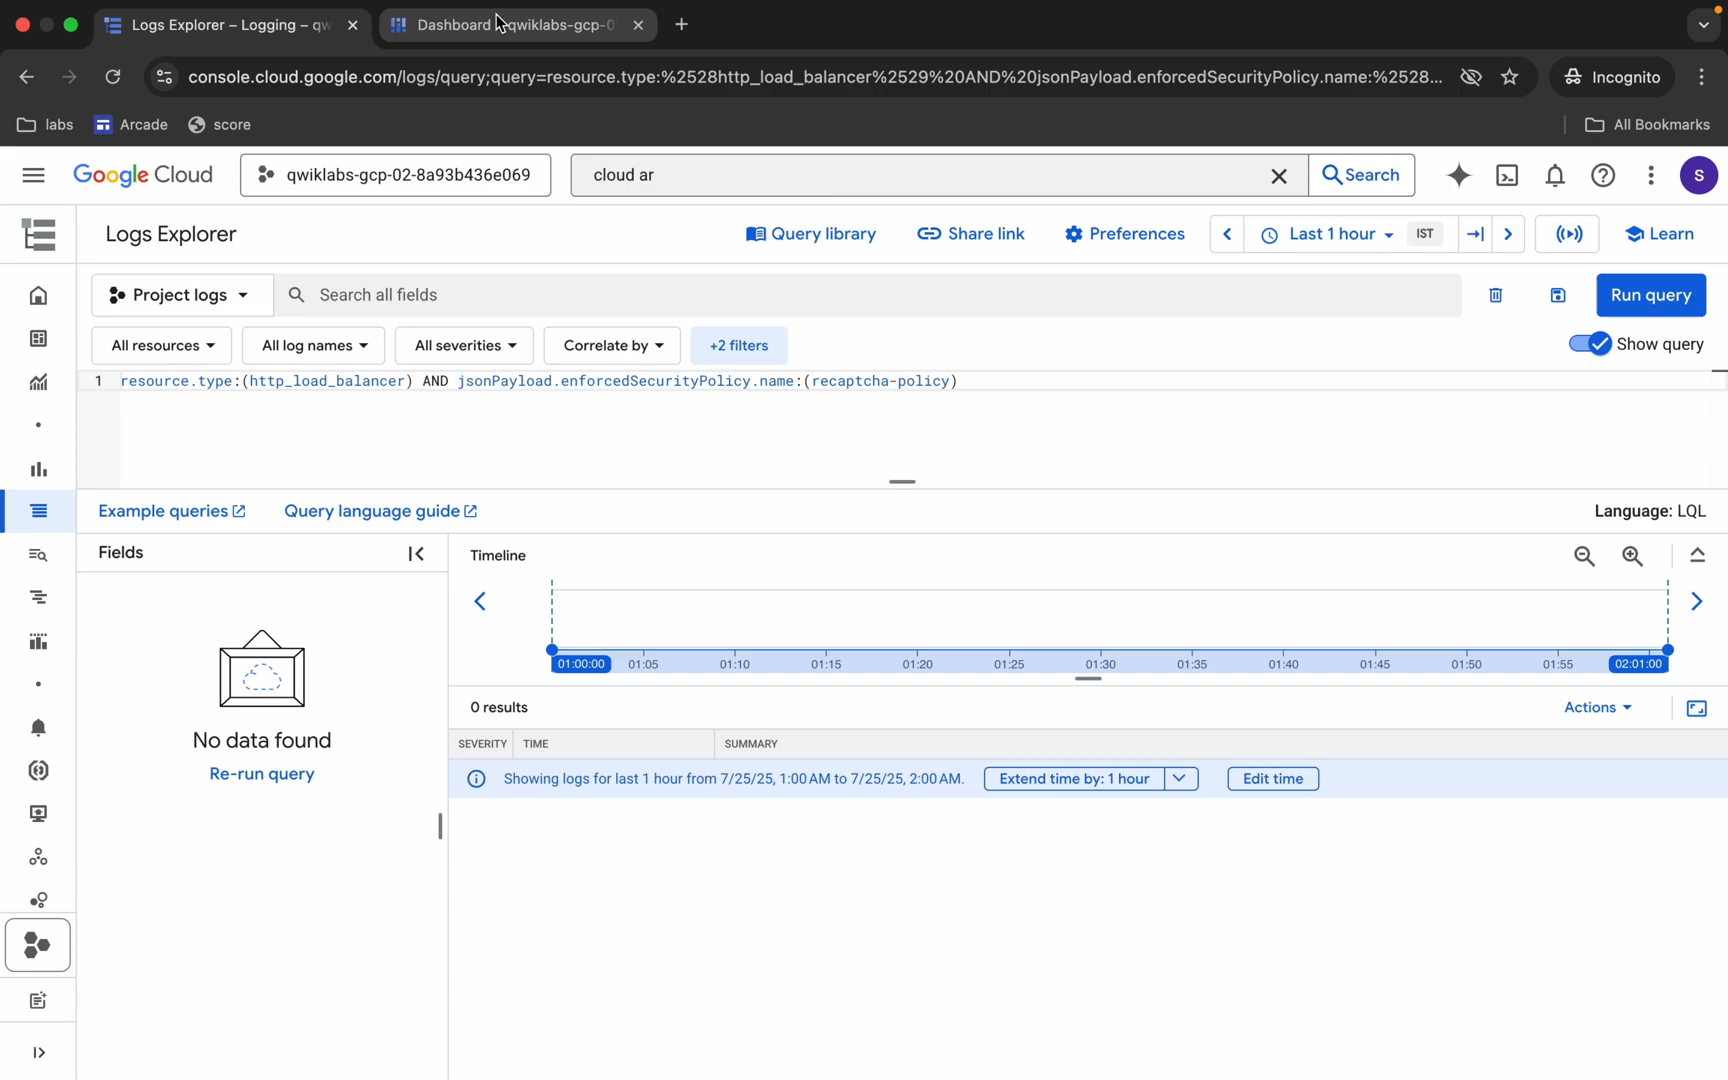 Logs Explorer – Logging – qw
Dashboard
qwiklabs-gcp-0
console.cloud.google.com/logs/query;query=resource.type:%2528http_load_balancer%2529%20AND%20jsonPayload.enforcedSecurityPolicy.name:%2528...
Incognito
labs
Arcade
score
All Bookmarks
Google Cloud
qwiklabs-gcp-02-8a93b436e069
cloud ar
Search
S
Logs Explorer
Query library
Share link
Preferences
Last 1 hour
IST
Learn
Project logs
Search all fields
Run query
All resources
All log names
All severities
Correlate by
+2 filters
Show query
1 resource.type:(http_load_balancer) AND jsonPayload.enforcedSecurityPolicy.name:(recaptcha-policy)
Example queries
Query language guide
Language: LQL
Fields
Timeline
01:00:00 01:05 01:10 01:15 01:20 01:25 01:30 01:35 01:40 01:45 01:50 01:55 02:01:00
No data found
Re-run query
0 results
Actions
SEVERITY TIME SUMMARY
Showing logs for last 1 hour from 7/25/25, 1:00 AM to 7/25/25, 2:00 AM.
Extend time by: 1 hour
Edit time